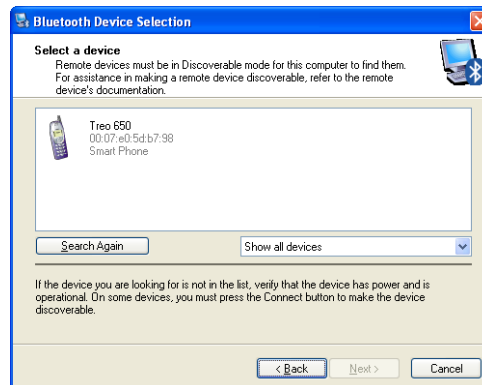 Bluetooth Device Selection
Select a device
Remote devices must be in Discoverable mode for this computer to find them.
For assistance in making a remote device discoverable, refer to the remote
device's documentation.
Treo 650
00:07:e0:5d:b7:98
Smart Phone
Search Again
Show all devices
If the device you are looking for is not in the list, verify that the device has power and is
operational. On some devices, you must press the Connect button to make the device
discoverable.
< Back
Next >
Cancel